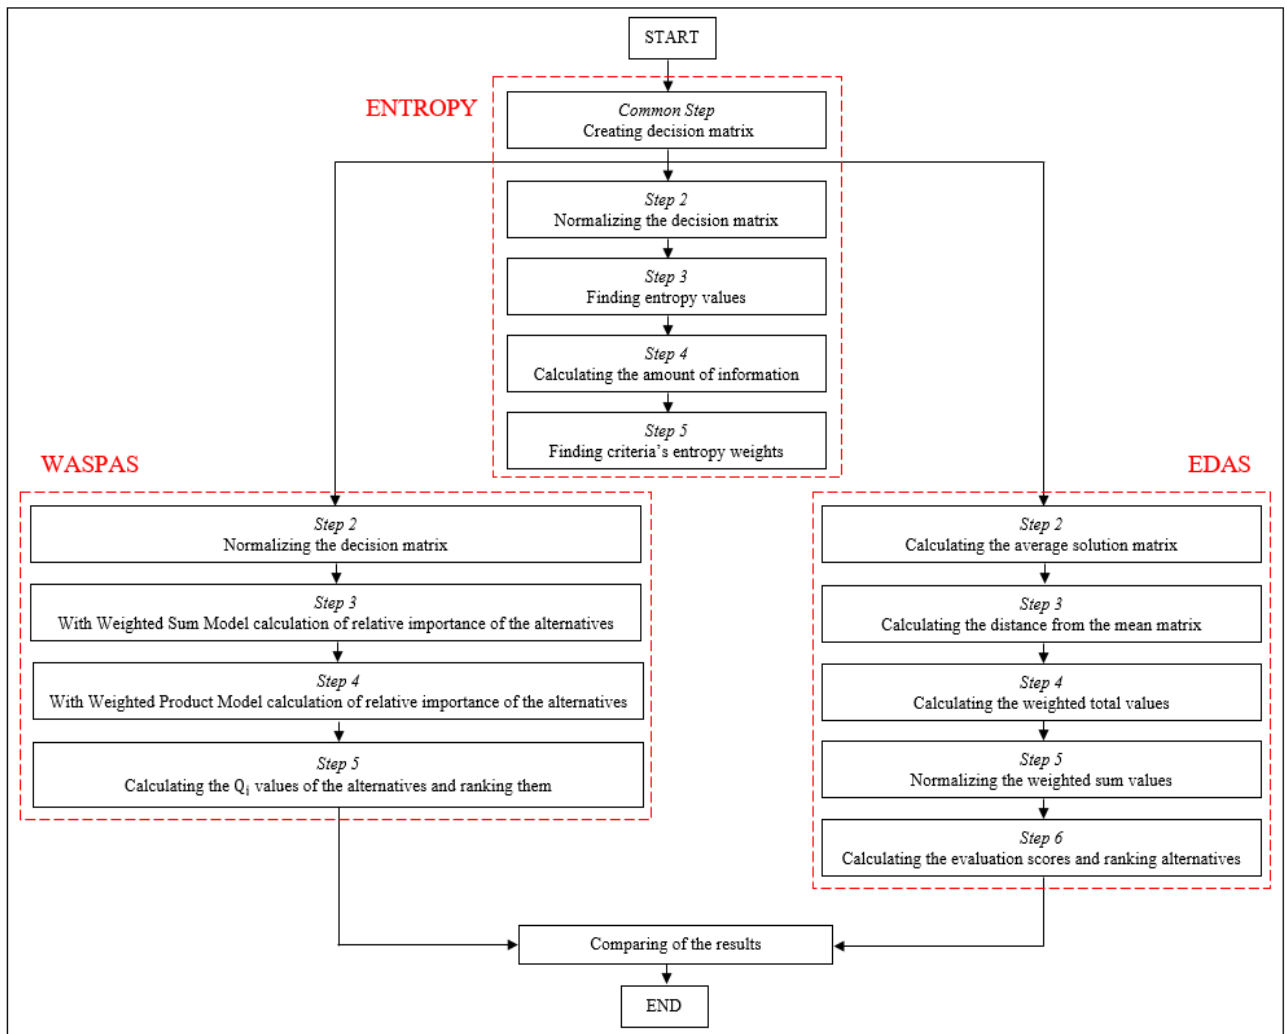 START
ENTROPY
Common Step
Creating decision matrix
Step 2
Normalizing the decision matrix
Step 3
Finding entropy values
Step 4
Calculating the amount of information
Step 5
Finding criteria's entropy weights
WASPAS
Step 2
Normalizing the decision matrix
Step 3
With Weighted Sum Model calculation of relative importance of the alternatives
Step 4
With Weighted Product Model calculation of relative importance of the alternatives
Step 5
Calculating the Qi values of the alternatives and ranking them
EDAS
Step 2
Calculating the average solution matrix
Step 3
Calculating the distance from the mean matrix
Step 4
Calculating the weighted total values
Step 5
Normalizing the weighted sum values
Step 6
Calculating the evaluation scores and ranking alternatives
Comparing of the results
END